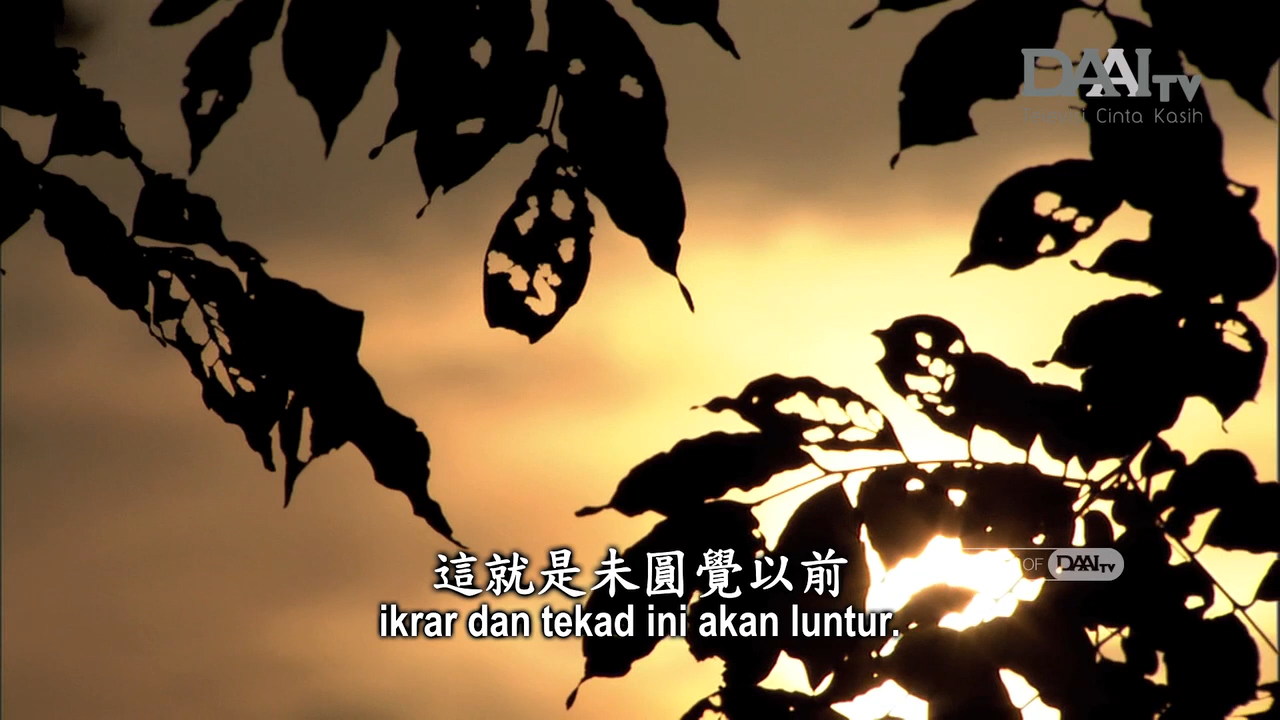 DAAI TV
Cinta Kasih
這就是未圓覺以前
ikrar dan tekad ini akan luntur.
OF DAAI TV